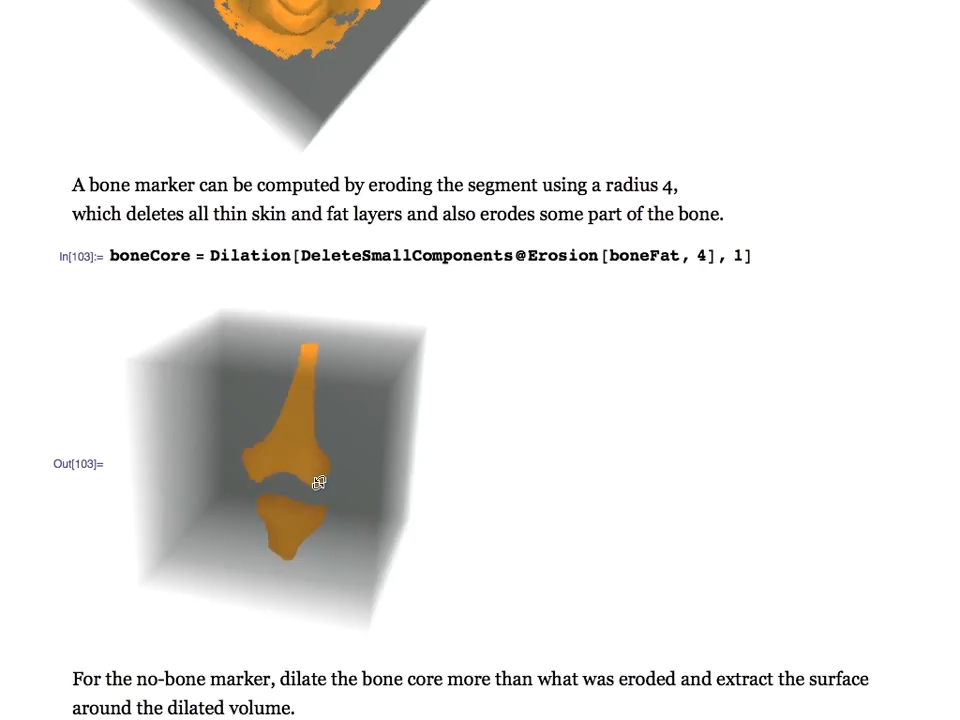 A bone marker can be computed by eroding the segment using a radius 4,
which deletes all thin skin and fat layers and also erodes some part of the bone.
In[103]:= boneCore = Dilation[DeleteSmallComponents@Erosion[boneFat, 4], 1]
Out[103]=
For the no-bone marker, dilate the bone core more than what was eroded and extract the surface
around the dilated volume.